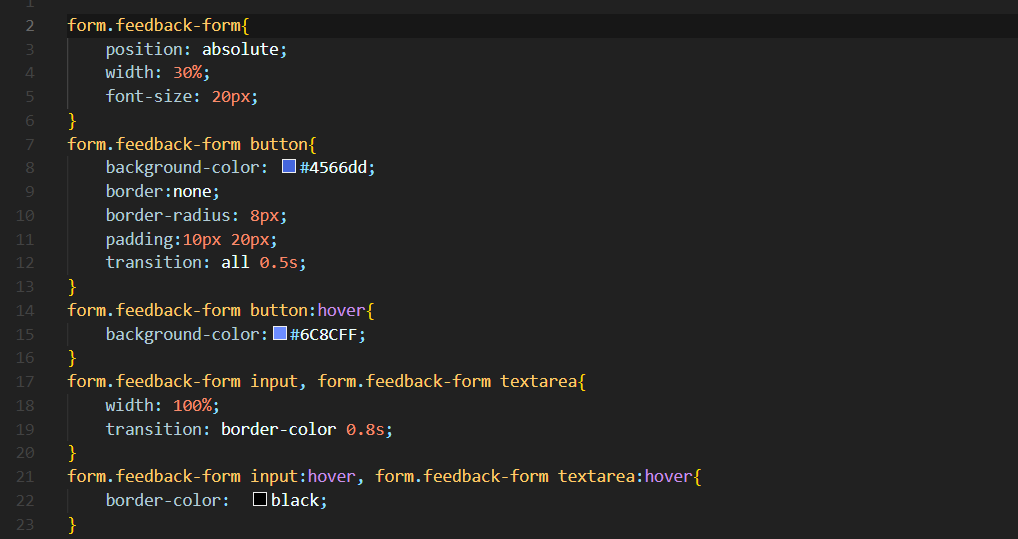 1
2 form.feedback-form{
3 position: absolute;
4 width: 30%;
5 font-size: 20px;
6 }
7 form.feedback-form button{
8 background-color: #4566dd;
9 border:none;
10 border-radius: 8px;
11 padding:10px 20px;
12 transition: all 0.5s;
13 }
14 form.feedback-form button:hover{
15 background-color: #6C8CFF;
16 }
17 form.feedback-form input, form.feedback-form textarea{
18 width: 100%;
19 transition: border-color 0.8s;
20 }
21 form.feedback-form input:hover, form.feedback-form textarea:hover{
22 border-color: black;
23 }